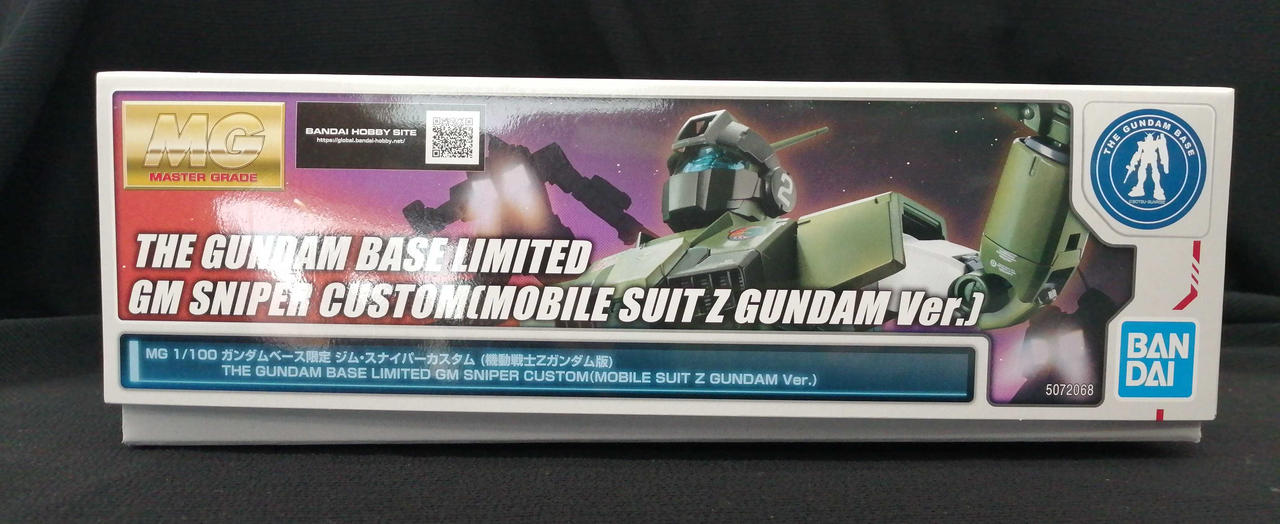 MG
MASTER GRADE
BANDAI HOBBY SITE
https://global.bandai-hobby.net/
2
THE GUNDAM BASE
THE GUNDAM BASE LIMITED
GM SNIPER CUSTOM(MOBILE SUIT Z GUNDAM Ver.)
MG 1/100 ガンダムベース限定 ジム・スナイパーカスタム (機動戦士Zガンダム版)
THE GUNDAM BASE LIMITED GM SNIPER CUSTOM(MOBILE SUIT Z GUNDAM Ver.)
5072068
BAN
DAI